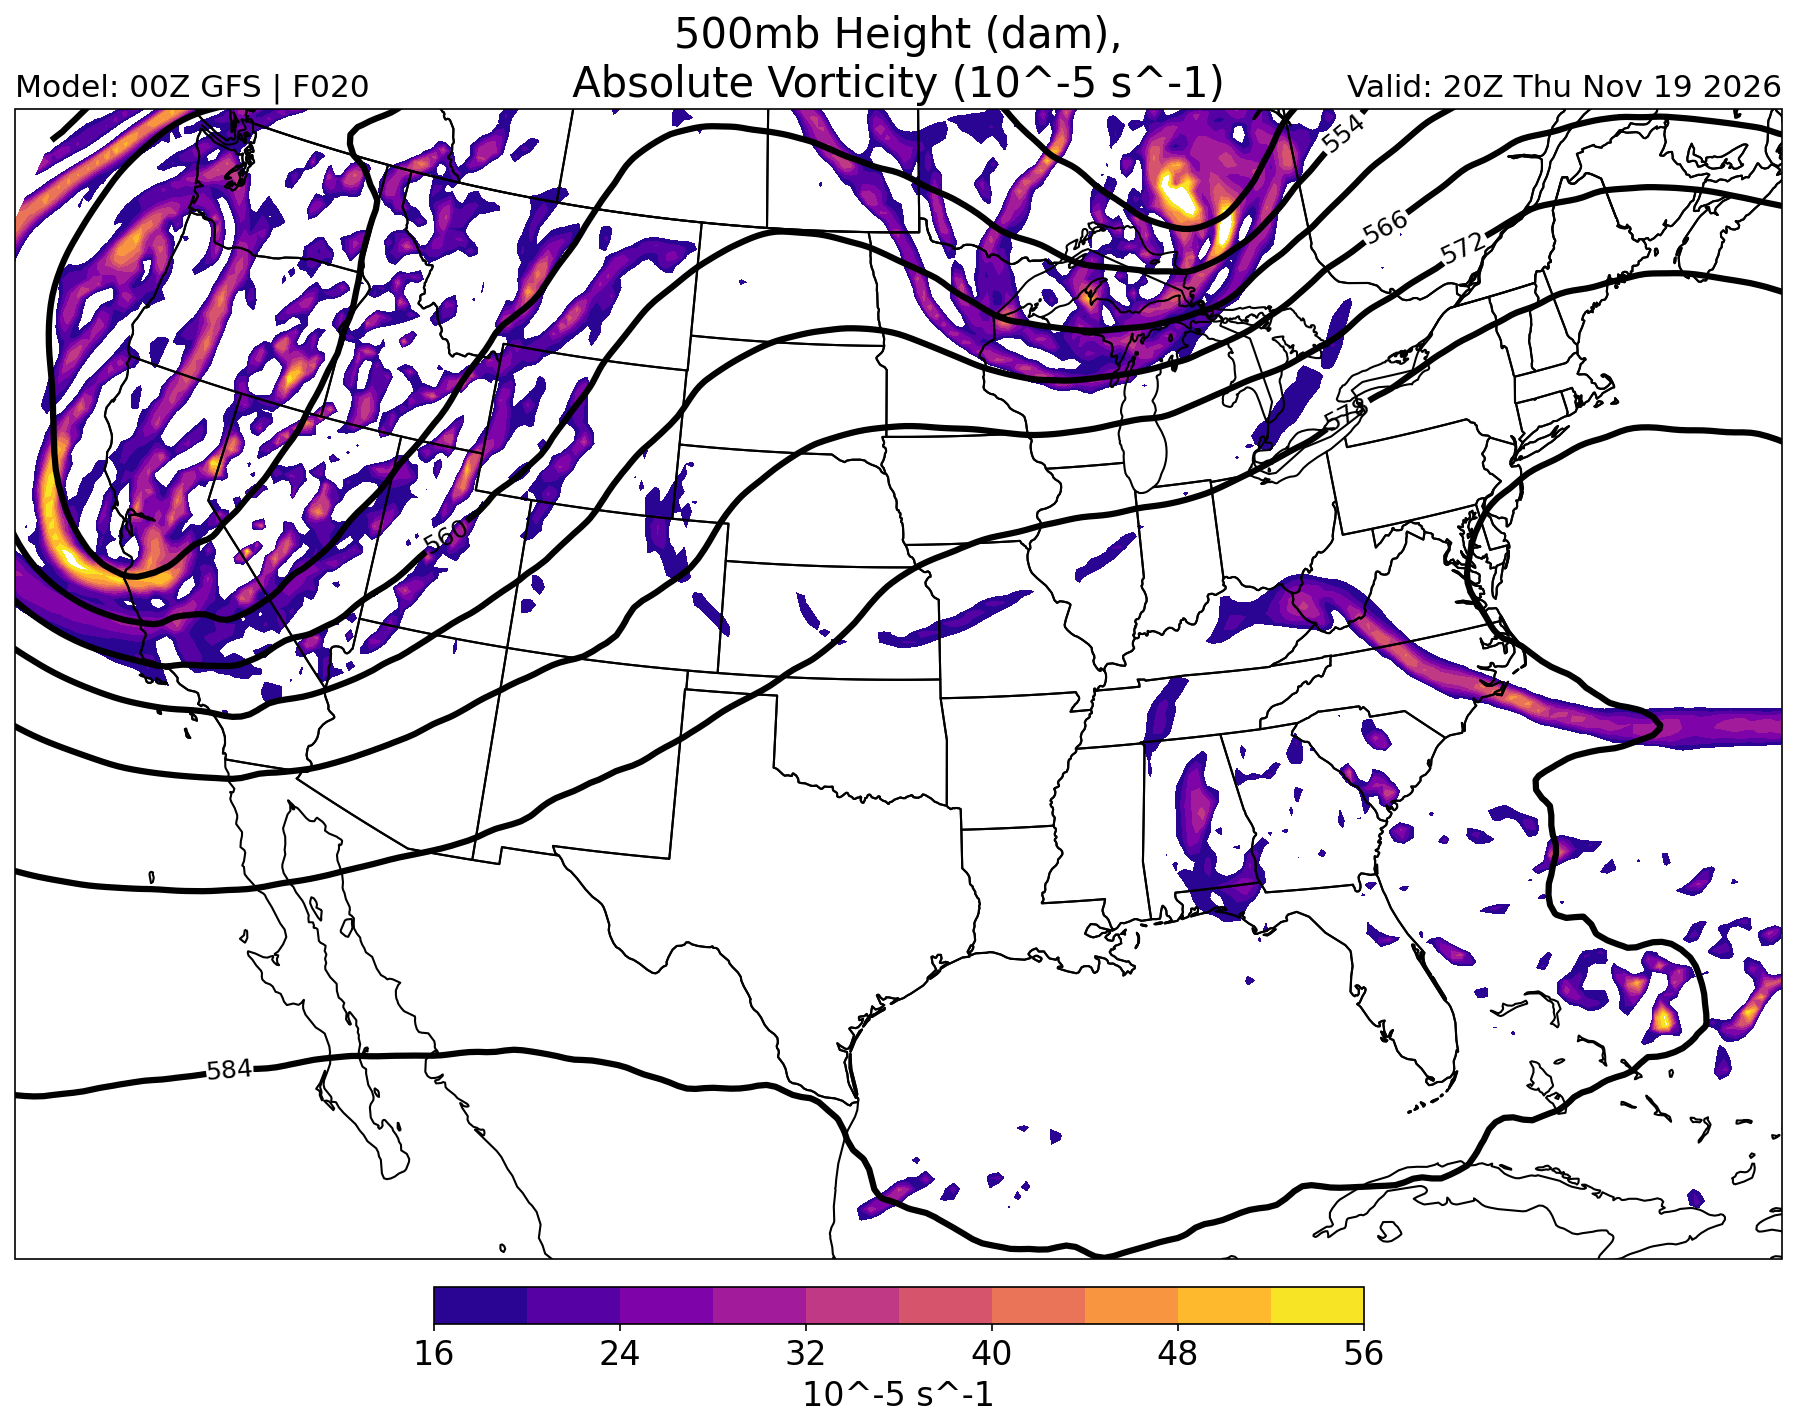 500mb Height (dam),
Model: 00Z GFS | F020
Absolute Vorticity (10^-5 s^-1)
Valid: 20Z Thu Nov 19 2026
554
566
572
578
560
584
16 24 32 40 48 56
10^-5 s^-1